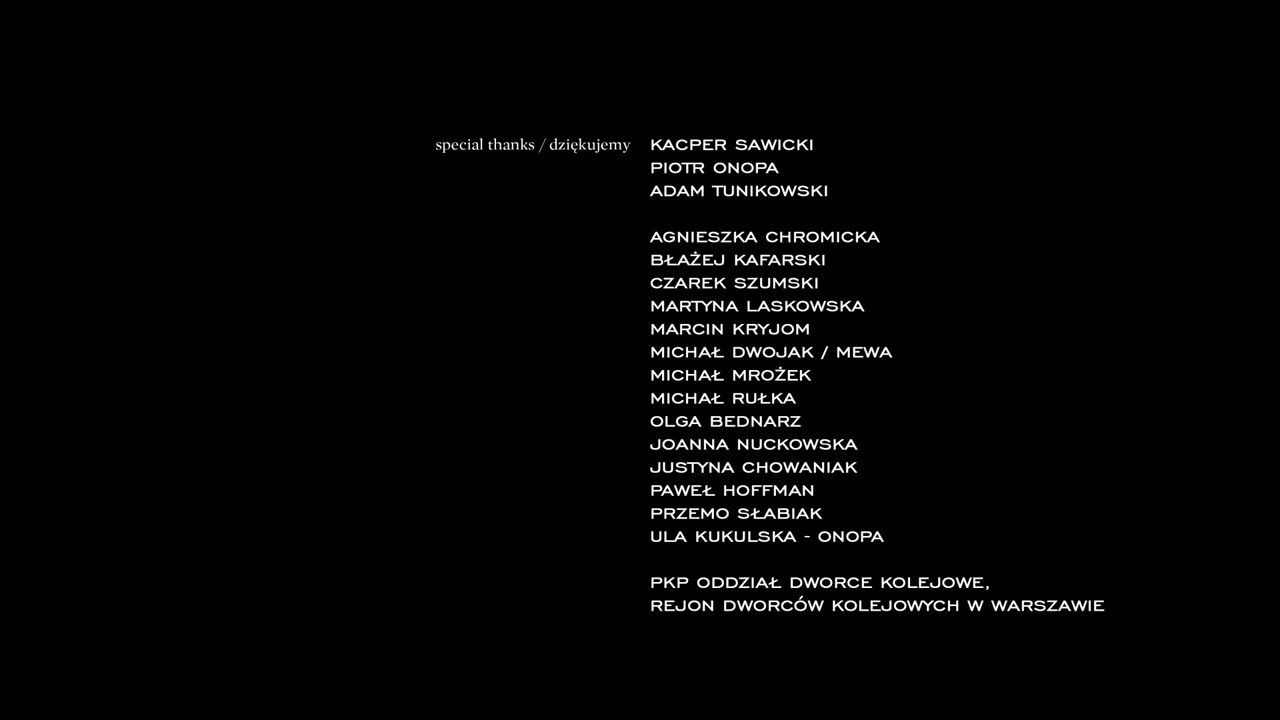 special thanks / dziękujemy KACPER SAWICKI
PIOTR ONOPA
ADAM TUNIKOWSKI
AGNIESZKA CHROMICKA
BŁAŻEJ KAFARSKI
CZAREK SZUMSKI
MARTYNA LASKOWSKA
MARCIN KRYJOM
MICHAŁ DWOJAK / MEWA
MICHAŁ MROŻEK
MICHAŁ RUŁKA
OLGA BEDNARZ
JOANNA NUCKOWSKA
JUSTYNA CHOWANIAK
PAWEŁ HOFFMAN
PRZEMO SŁABIAK
ULA KUKULSKA - ONOPA
PKP ODDZIAŁ DWORCE KOLEJOWE,
REJON DWORCÓW KOLEJOWYCH W WARSZAWIE